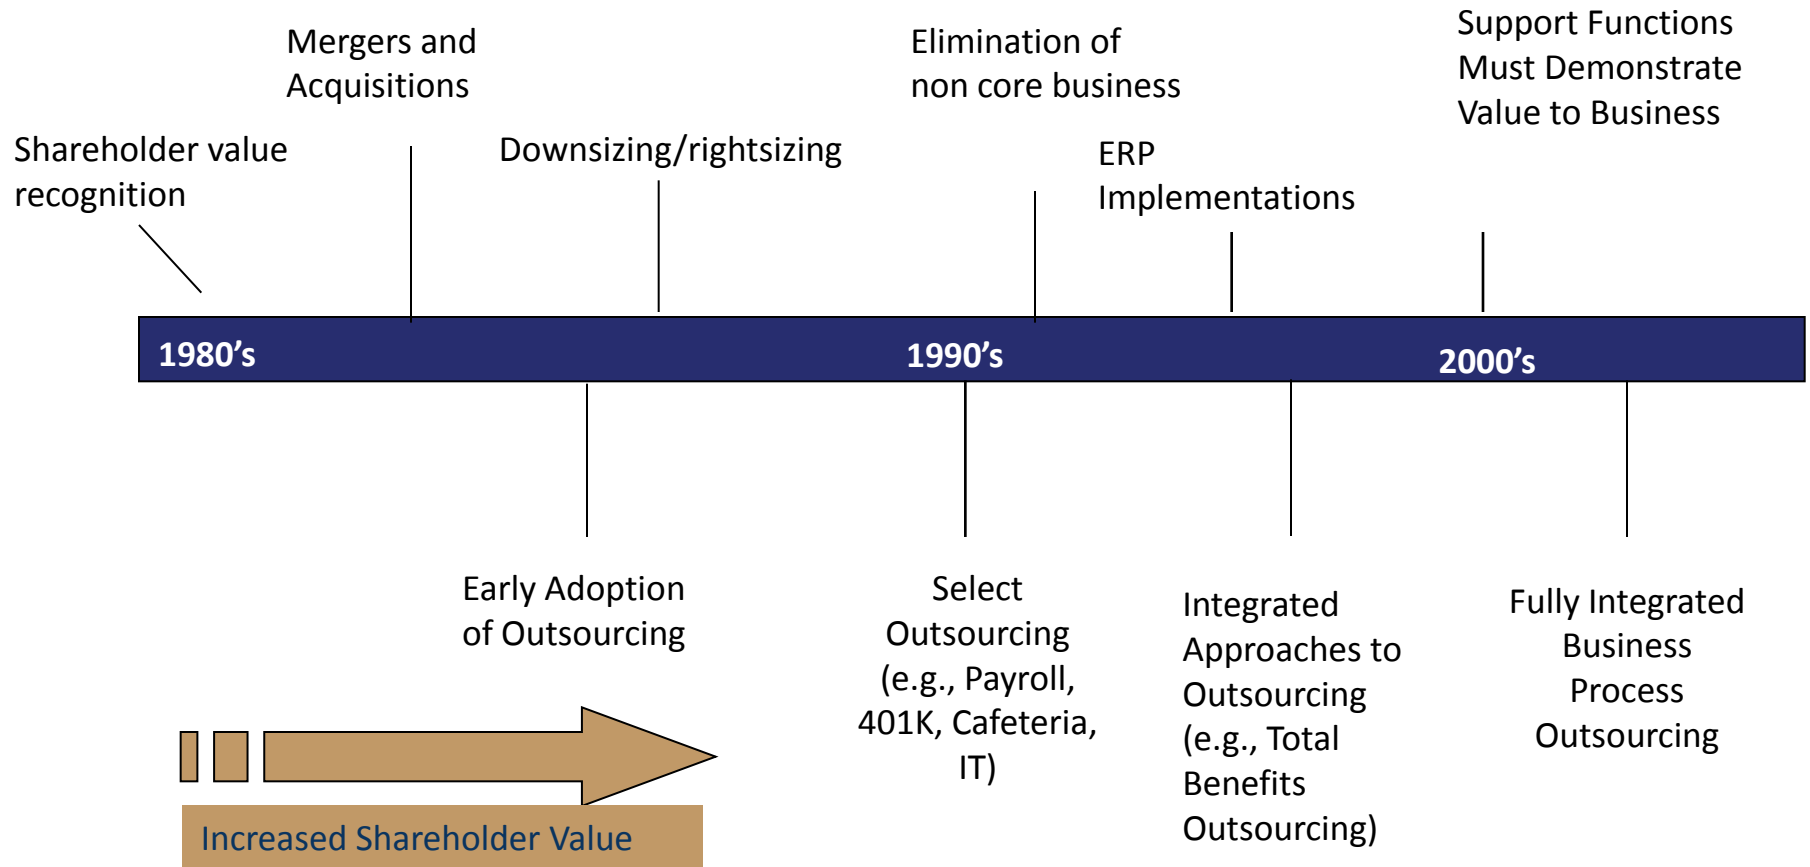 Shareholder value
recognition
Mergers and
Acquisitions
Downsizing/rightsizing
Elimination of
non core business
ERP
Implementations
Support Functions
Must Demonstrate
Value to Business
1980’s
1990’s
2000’s
Early Adoption
of Outsourcing
Select
Outsourcing
(e.g., Payroll,
401K, Cafeteria,
IT)
Integrated
Approaches to
Outsourcing
(e.g., Total
Benefits
Outsourcing)
Fully Integrated
Business
Process
Outsourcing
Increased Shareholder Value